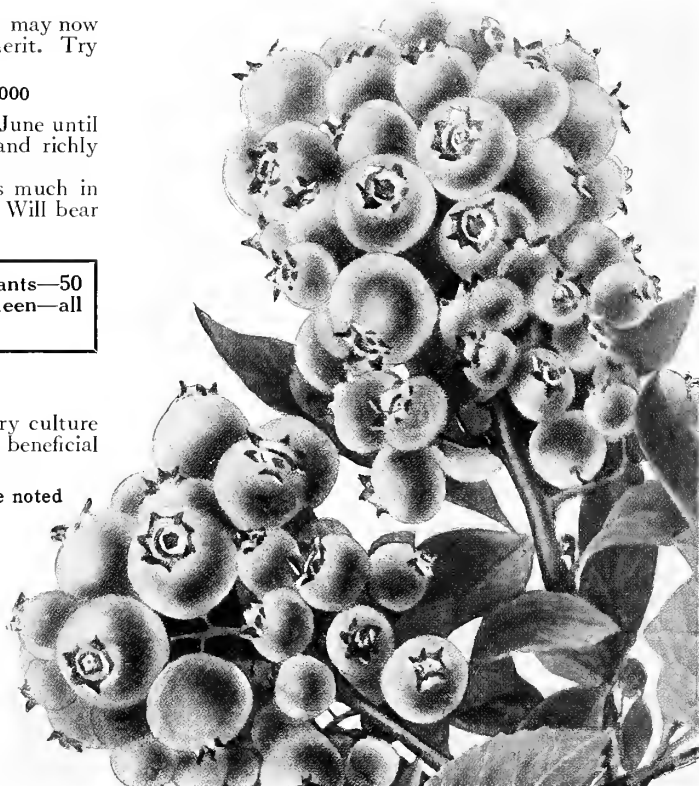 may now
erit. Try
000
June until
and richly
s much in
Will bear
ants—50
een—all
ry culture
beneficial
e noted